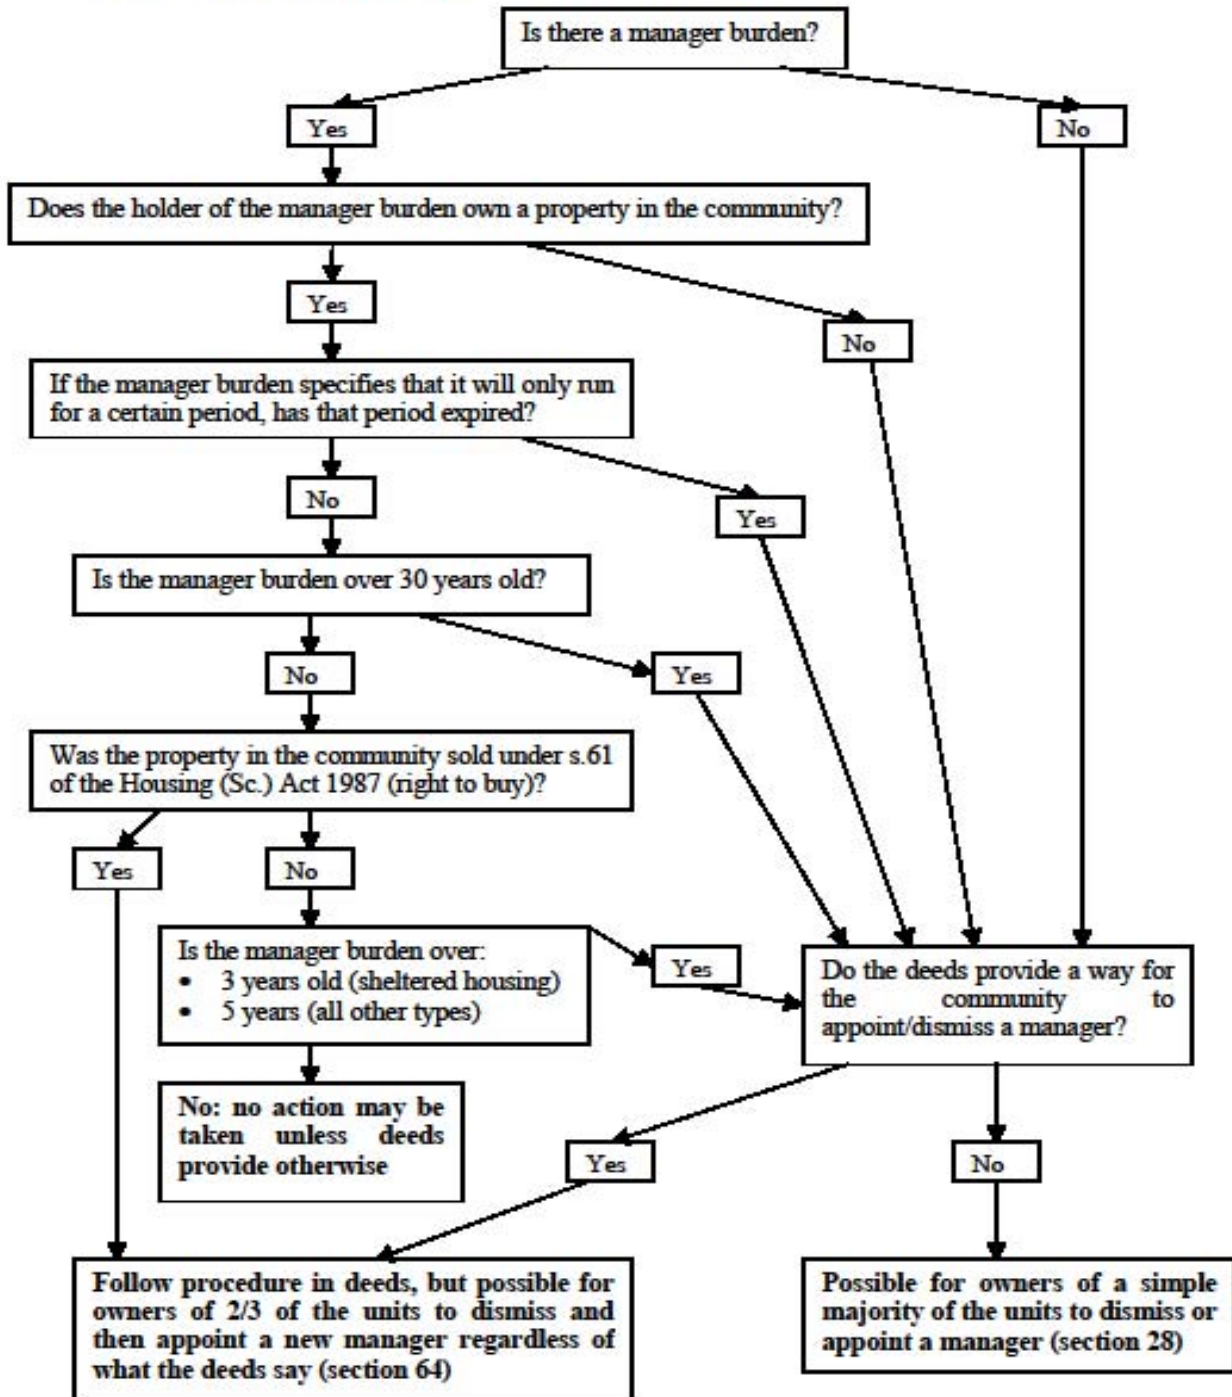 Is there a manager burden?
Yes
No
Does the holder of the manager burden own a property in the community?
Yes
No
If the manager burden specifies that it will only run
for a certain period, has that period expired?
No
Yes
Is the manager burden over 30 years old?
No
Yes
Was the property in the community sold under s.61
of the Housing (Sc.) Act 1987 (right to buy)?
Yes
No
Is the manager burden over:
• 3 years old (sheltered housing)
• 5 years (all other types)
Yes
Do the deeds provide a way for
the community to
appoint/dismiss a manager?
No: no action may be
taken unless deeds
provide otherwise
Yes
No
Follow procedure in deeds, but possible for
owners of 2/3 of the units to dismiss and
then appoint a new manager regardless of
what the deeds say (section 64)
Possible for owners of a simple
majority of the units to dismiss or
appoint a manager (section 28)